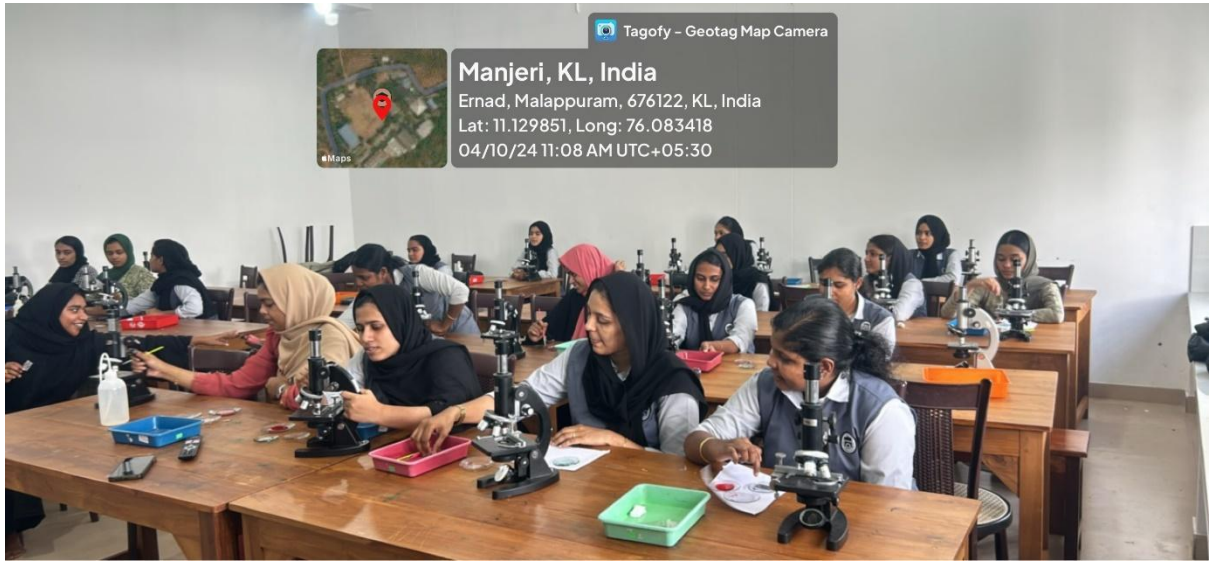 Tagofy – Geotag Map Camera
Manjeri, KL, India
Ernad, Malappuram, 676122, KL, India
Lat: 11.129851, Long: 76.083418
04/10/24 11:08 AM UTC+05:30
Maps